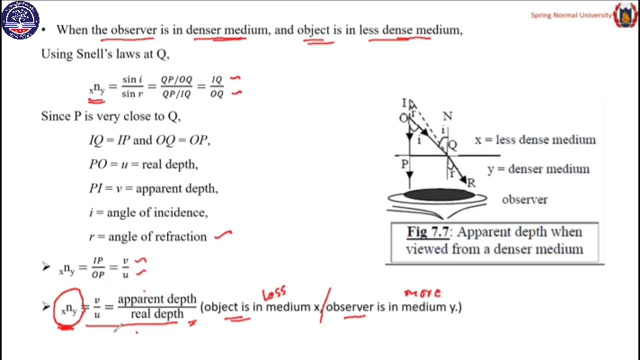 Spring Normal University
• When the observer is in denser medium, and object is in less dense medium,
Using Snell's laws at Q,
ₓnᵧ = sin i / sin r = QP/OQ / QP/IQ = IQ / OQ
Since P is very close to Q,
IQ = IP and OQ = OP,
PO = u = real depth,
PI = v = apparent depth,
i = angle of incidence,
r = angle of refraction
➢ ₓnᵧ = IP / OP = v / u
➢ ₓnᵧ = v / u = apparent depth / real depth (object is in medium x/observer is in medium y.)
Loss
more
I
O
N
r
i
i
Q
P
r
R
x = less dense medium
y = denser medium
observer
Fig 7.7: Apparent depth when
viewed from a denser medium